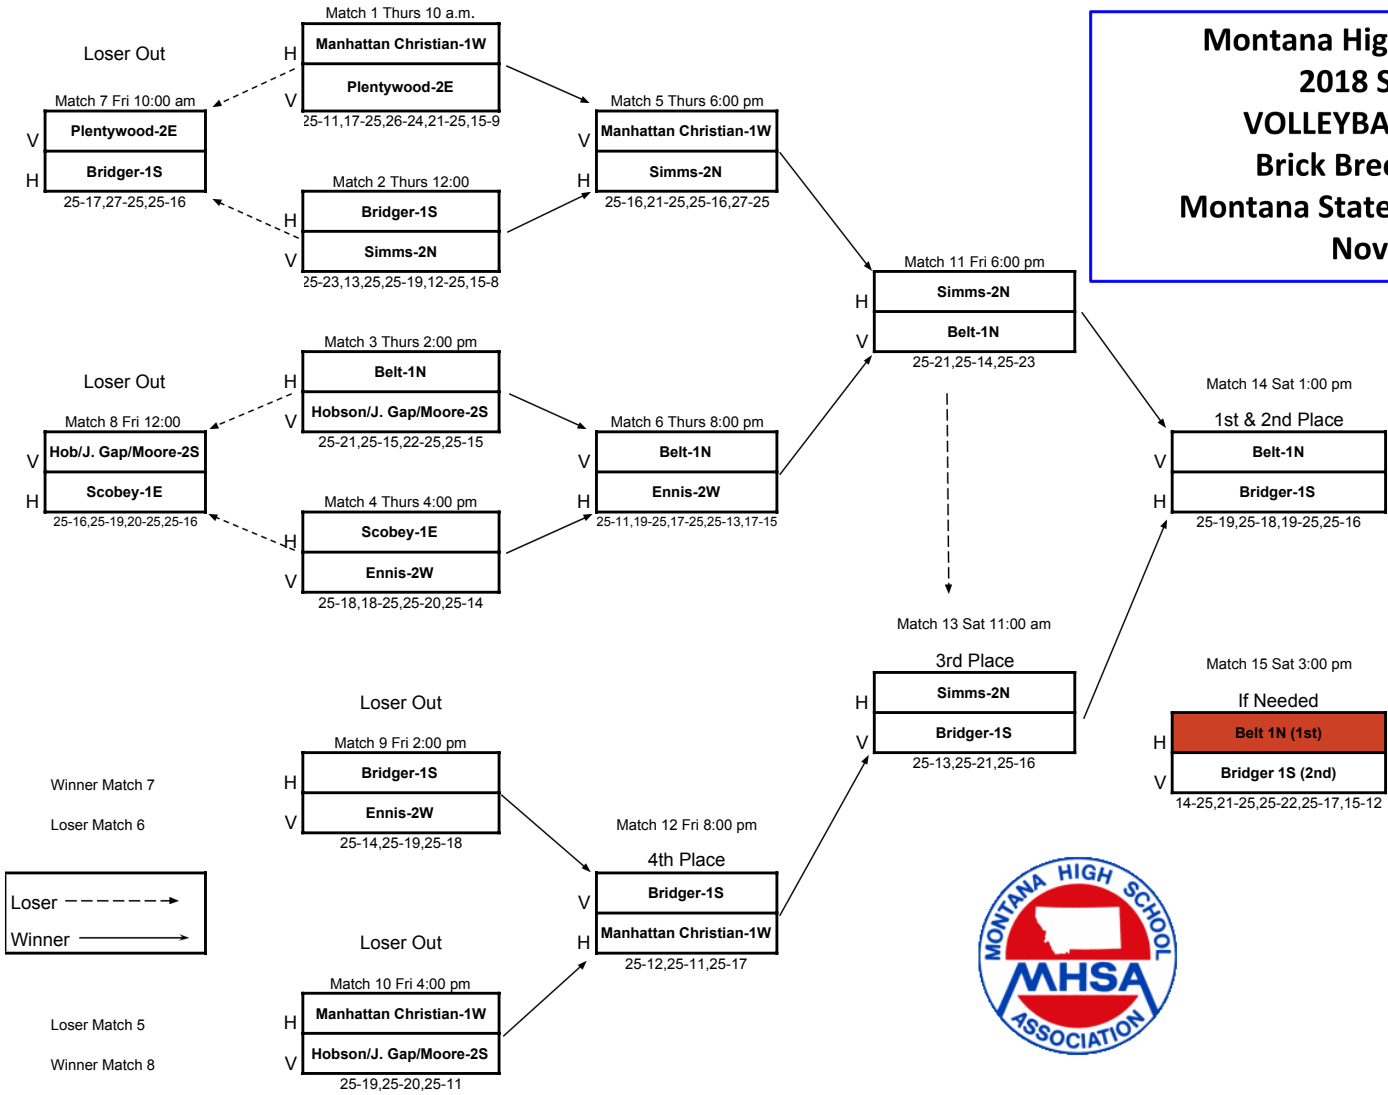 Match 1 Thurs 10 a.m.
Loser Out
H
Manhattan Christian-1W
V
Plentywood-2E
25-11,17-25,26-24,21-25,15-9
Match 7 Fri 10:00 am
V
Plentywood-2E
H
Bridger-1S
25-17,27-25,25-16
Match 2 Thurs 12:00
H
Bridger-1S
V
Simms-2N
25-23,13,25,25-19,12-25,15-8
Match 5 Thurs 6:00 pm
V
Manhattan Christian-1W
H
Simms-2N
25-16,21-25,25-16,27-25
Montana Hig
2018 S
VOLLEYBA
Brick Bree
Montana State
Nov
Match 3 Thurs 2:00 pm
Loser Out
H
Belt-1N
V
Hobson/J. Gap/Moore-2S
25-21,25-15,22-25,25-15
Match 8 Fri 12:00
V
Hob/J. Gap/Moore-2S
H
Scobey-1E
25-16,25-19,20-25,25-16
Match 4 Thurs 4:00 pm
H
Scobey-1E
V
Ennis-2W
25-18,18-25,25-20,25-14
Match 6 Thurs 8:00 pm
V
Belt-1N
H
Ennis-2W
25-11,19-25,17-25,25-13,17-15
Match 11 Fri 6:00 pm
H
Simms-2N
V
Belt-1N
25-21,25-14,25-23
Match 14 Sat 1:00 pm
1st & 2nd Place
V
Belt-1N
H
Bridger-1S
25-19,25-18,19-25,25-16
Match 13 Sat 11:00 am
3rd Place
H
Simms-2N
V
Bridger-1S
25-13,25-21,25-16
Match 15 Sat 3:00 pm
If Needed
H
Belt 1N (1st)
V
Bridger 1S (2nd)
14-25,21-25,25-22,25-17,15-12
Loser Out
Match 9 Fri 2:00 pm
Winner Match 7
H
Bridger-1S
Loser Match 6
V
Ennis-2W
25-14,25-19,25-18
Match 12 Fri 8:00 pm
4th Place
V
Bridger-1S
H
Manhattan Christian-1W
25-12,25-11,25-17
Loser
Winner
Loser Out
Match 10 Fri 4:00 pm
Loser Match 5
H
Manhattan Christian-1W
Winner Match 8
V
Hobson/J. Gap/Moore-2S
25-19,25-20,25-11
MONTANA HIGH SCHOOL
MHSA
ASSOCIATION